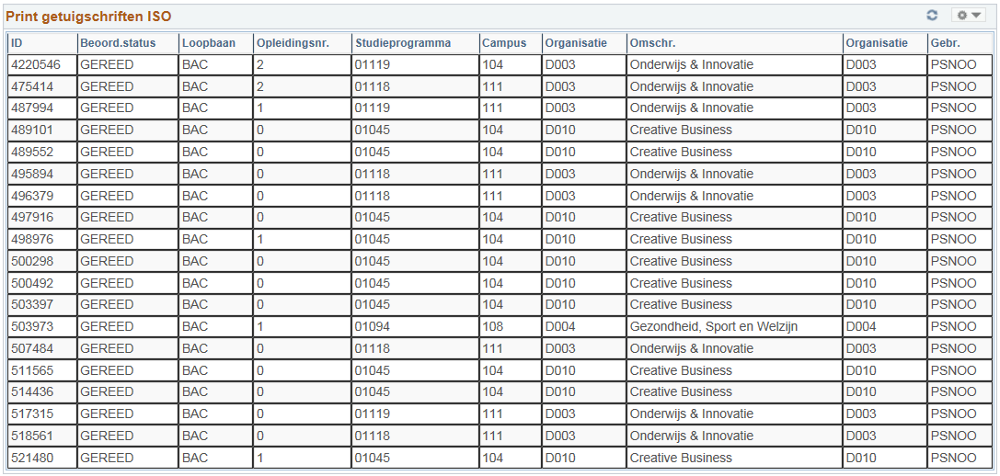 Print getuigschriften ISO
ID Beoord.status Loopbaan Opleidingsnr. Studieprogramma Campus Organisatie Omschr. Organisatie Gebr.
4220546 GEREED BAC 2 01119 104 D003 Onderwijs & Innovatie D003 PSNOO
475414 GEREED BAC 2 01118 111 D003 Onderwijs & Innovatie D003 PSNOO
487994 GEREED BAC 1 01119 111 D003 Onderwijs & Innovatie D003 PSNOO
489101 GEREED BAC 0 01045 104 D010 Creative Business D010 PSNOO
489552 GEREED BAC 0 01045 104 D010 Creative Business D010 PSNOO
495894 GEREED BAC 0 01118 111 D003 Onderwijs & Innovatie D003 PSNOO
496379 GEREED BAC 0 01118 111 D003 Onderwijs & Innovatie D003 PSNOO
497916 GEREED BAC 0 01045 104 D010 Creative Business D010 PSNOO
498976 GEREED BAC 1 01045 104 D010 Creative Business D010 PSNOO
500298 GEREED BAC 0 01045 104 D010 Creative Business D010 PSNOO
500492 GEREED BAC 0 01045 104 D010 Creative Business D010 PSNOO
503397 GEREED BAC 0 01045 104 D010 Creative Business D010 PSNOO
503973 GEREED BAC 1 01094 108 D004 Gezondheid, Sport en Welzijn D004 PSNOO
507484 GEREED BAC 0 01118 111 D003 Onderwijs & Innovatie D003 PSNOO
511565 GEREED BAC 0 01045 104 D010 Creative Business D010 PSNOO
514436 GEREED BAC 0 01045 104 D010 Creative Business D010 PSNOO
517315 GEREED BAC 0 01119 111 D003 Onderwijs & Innovatie D003 PSNOO
518561 GEREED BAC 0 01118 111 D003 Onderwijs & Innovatie D003 PSNOO
521480 GEREED BAC 1 01045 104 D010 Creative Business D010 PSNOO